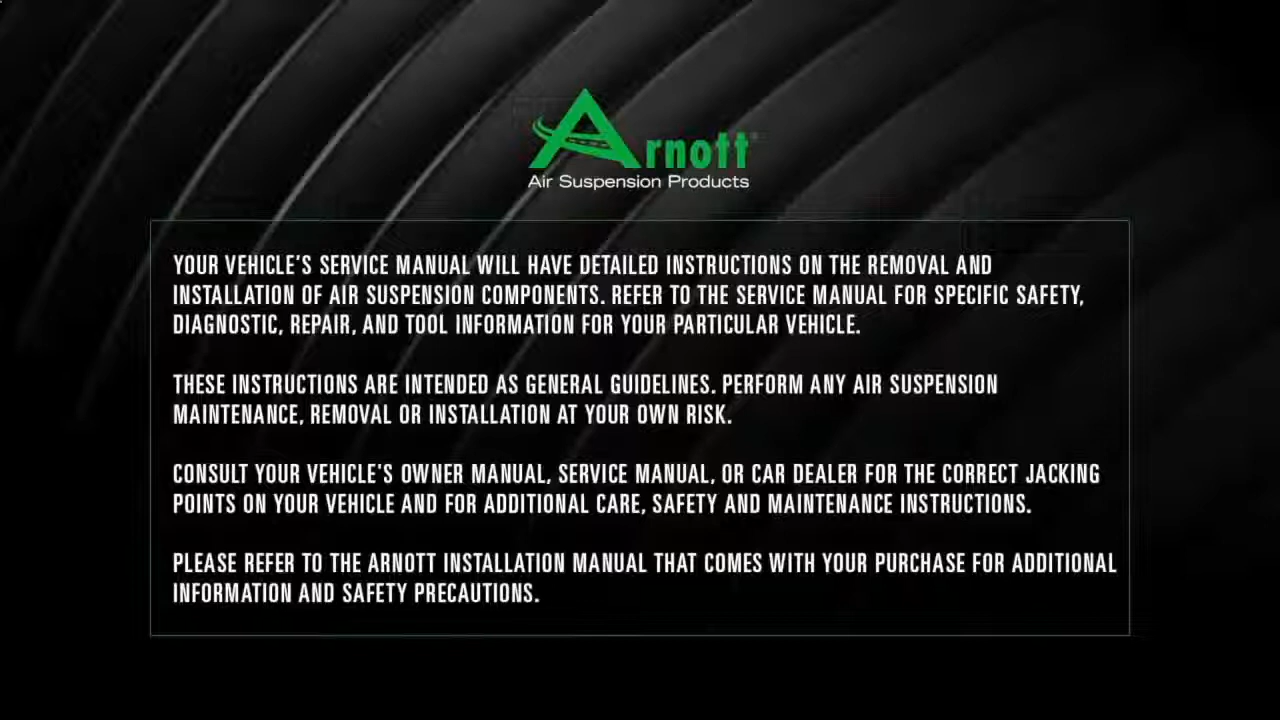 Arnott®
Air Suspension Products
YOUR VEHICLE'S SERVICE MANUAL WILL HAVE DETAILED INSTRUCTIONS ON THE REMOVAL AND
INSTALLATION OF AIR SUSPENSION COMPONENTS. REFER TO THE SERVICE MANUAL FOR SPECIFIC SAFETY,
DIAGNOSTIC, REPAIR, AND TOOL INFORMATION FOR YOUR PARTICULAR VEHICLE.
THESE INSTRUCTIONS ARE INTENDED AS GENERAL GUIDELINES. PERFORM ANY AIR SUSPENSION
MAINTENANCE, REMOVAL OR INSTALLATION AT YOUR OWN RISK.
CONSULT YOUR VEHICLE'S OWNER MANUAL, SERVICE MANUAL, OR CAR DEALER FOR THE CORRECT JACKING
POINTS ON YOUR VEHICLE AND FOR ADDITIONAL CARE, SAFETY AND MAINTENANCE INSTRUCTIONS.
PLEASE REFER TO THE ARNOTT INSTALLATION MANUAL THAT COMES WITH YOUR PURCHASE FOR ADDITIONAL
INFORMATION AND SAFETY PRECAUTIONS.